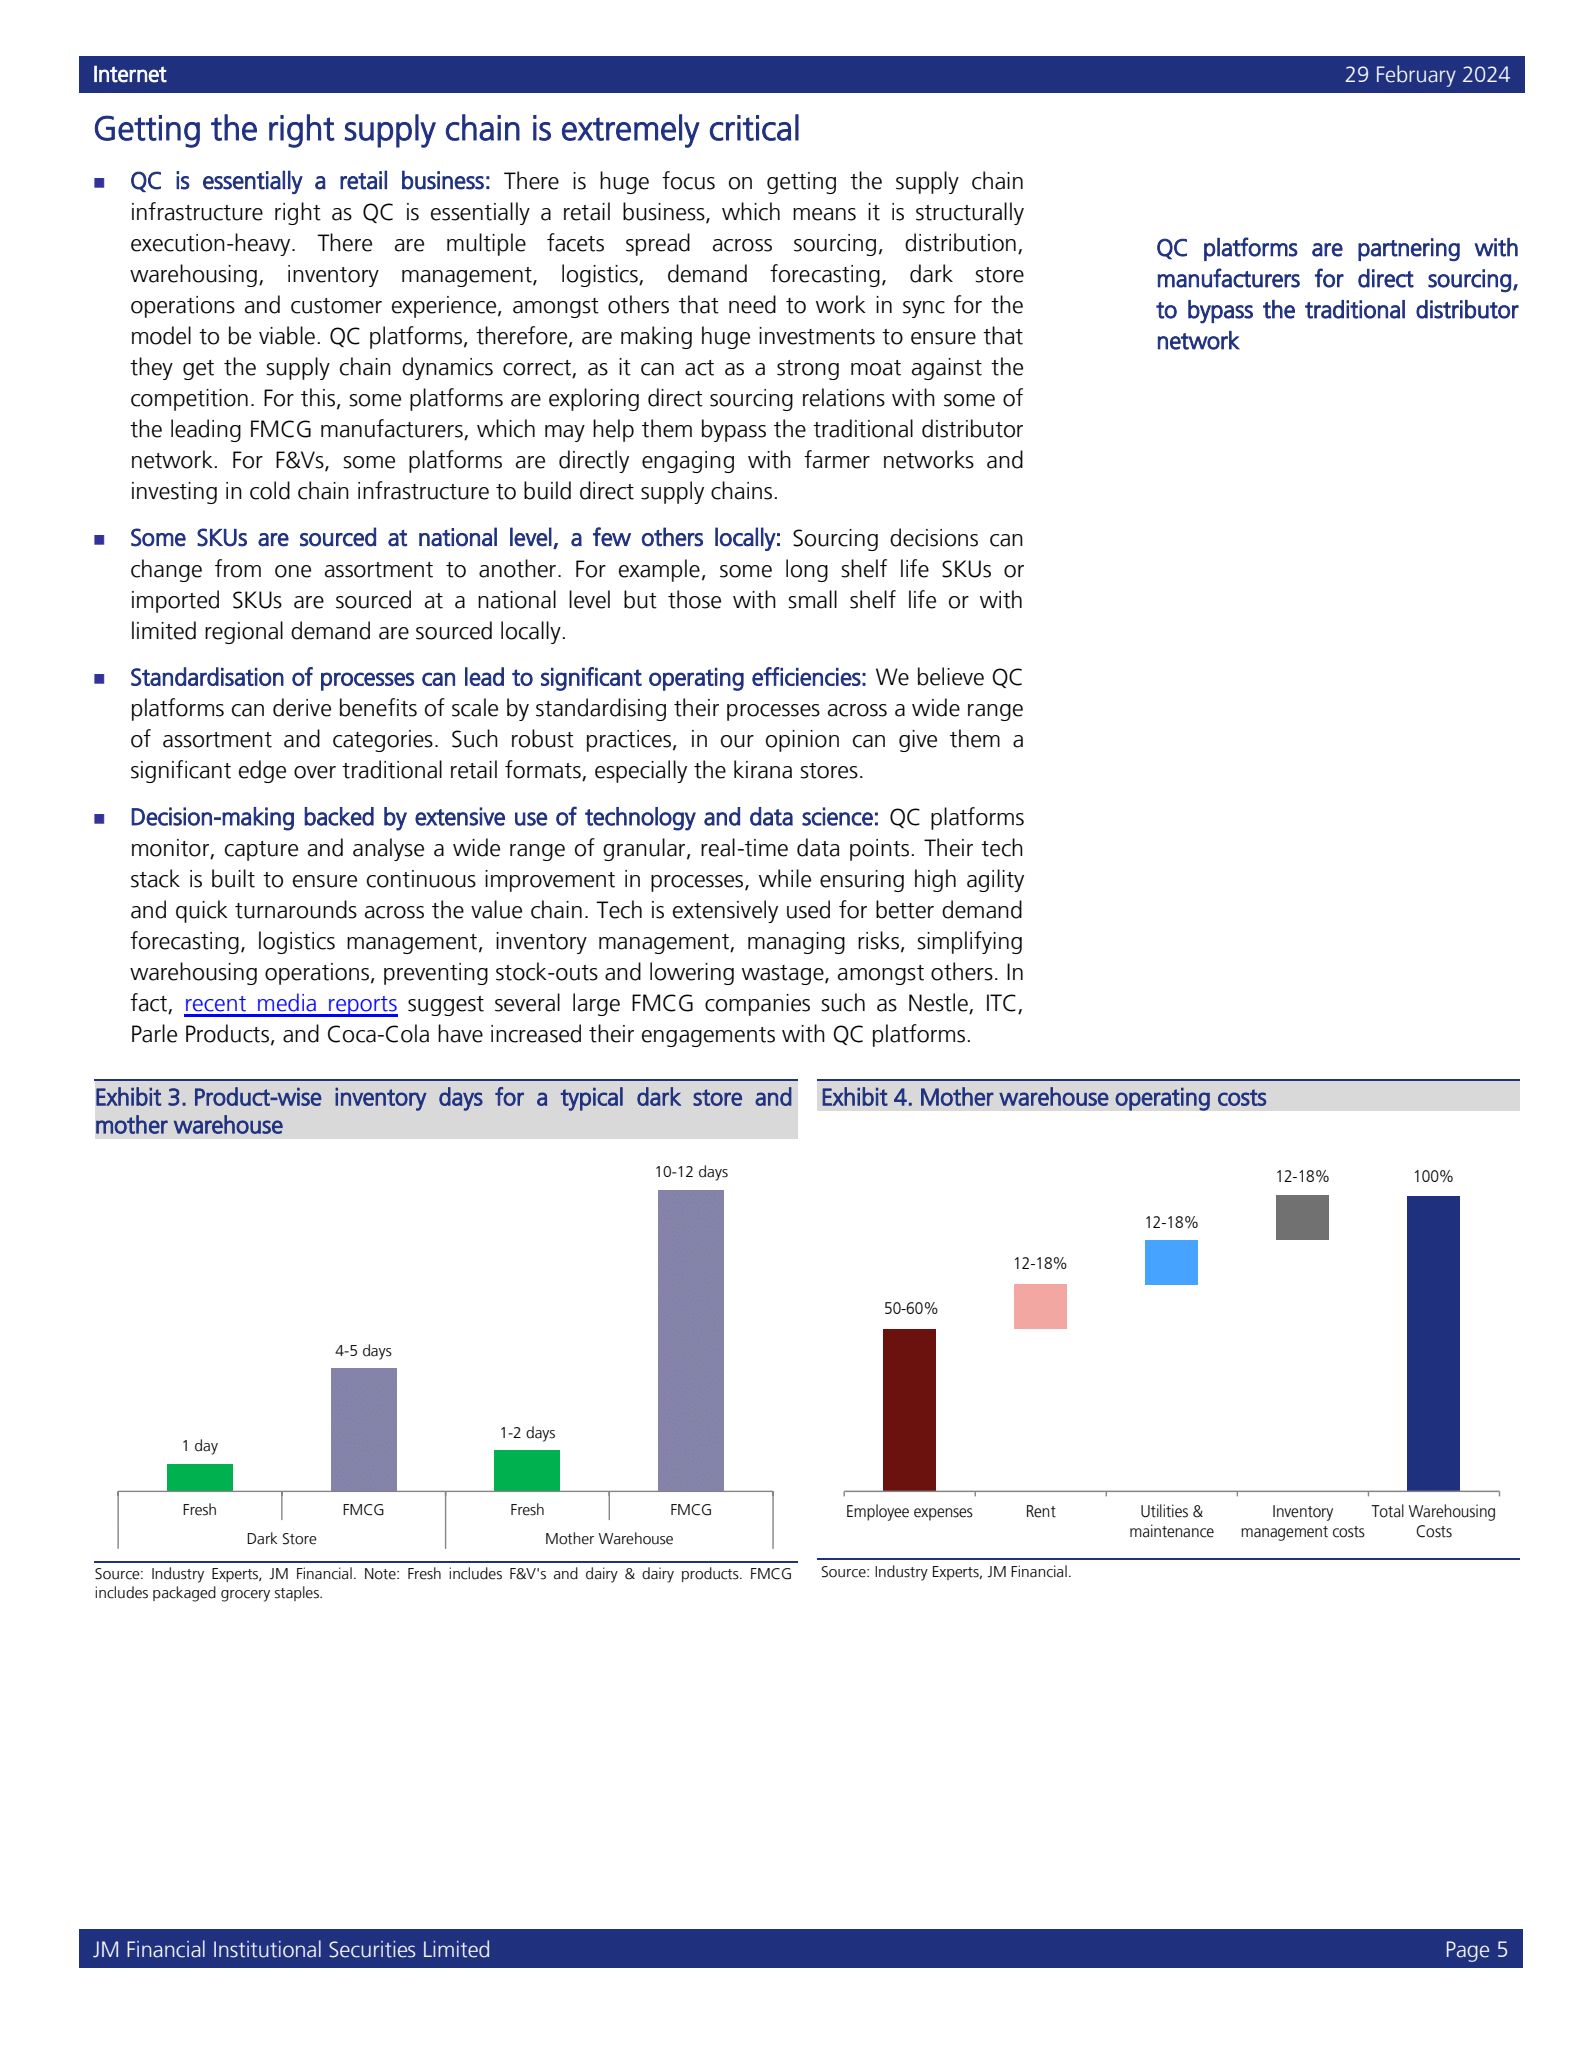 Internet
29 February 2024
Getting the right supply chain is extremely critical
QC is essentially a retail business: There is huge focus on getting the supply chain
infrastructure right as QC is essentially a retail business, which means it is structurally
execution-heavy. There are multiple facets spread across sourcing, distribution,
warehousing, inventory management, logistics, demand forecasting, dark store
operations and customer experience, amongst others that need to work in sync for the
model to be viable. QC platforms, therefore, are making huge investments to ensure that
they get the supply chain dynamics correct, as it can act as a strong moat against the
competition. For this, some platforms are exploring direct sourcing relations with some of
the leading FMCG manufacturers, which may help them bypass the traditional distributor
network. For F&Vs, some platforms are directly engaging with farmer networks and
investing in cold chain infrastructure to build direct supply chains.
Some SKUs are sourced at national level, a few others locally: Sourcing decisions can
change from one assortment to another. For example, some long shelf life SKUs or
imported SKUs are sourced at a national level but those with small shelf life or with
limited regional demand are sourced locally.
Standardisation of processes can lead to significant operating efficiencies: We believe QC
platforms can derive benefits of scale by standardising their processes across a wide range
of assortment and categories. Such robust practices, in our opinion can give them a
significant edge over traditional retail formats, especially the kirana stores.
Decision-making backed by extensive use of technology and data science: QC platforms
monitor, capture and analyse a wide range of granular, real-time data points. Their tech
stack is built to ensure continuous improvement in processes, while ensuring high agility
and quick turnarounds across the value chain. Tech is extensively used for better demand
forecasting, logistics management, inventory management, managing risks, simplifying
warehousing operations, preventing stock-outs and lowering wastage, amongst others. In
fact, recent media reports suggest several large FMCG companies such as Nestle, ITC,
Parle Products, and Coca-Cola have increased their engagements with QC platforms.
QC platforms are partnering with
manufacturers for direct sourcing,
to bypass the traditional distributor
network
Exhibit 3. Product-wise inventory days for a typical dark store and
mother warehouse
10-12 days
4-5 days
1-2 days
1 day
Fresh
FMCG
Fresh
FMCG
Dark Store
Mother Warehouse
Source: Industry Experts, JM Financial. Note: Fresh includes F&V's and dairy & dairy products. FMCG
includes packaged grocery staples.
Exhibit 4. Mother warehouse operating costs
50-60%
12-18%
12-18%
12-18%
100%
Employee expenses
Rent
Utilities &
maintenance
Inventory
management costs
Total Warehousing
Costs
Source: Industry Experts, JM Financial.
JM Financial Institutional Securities Limited
Page 5